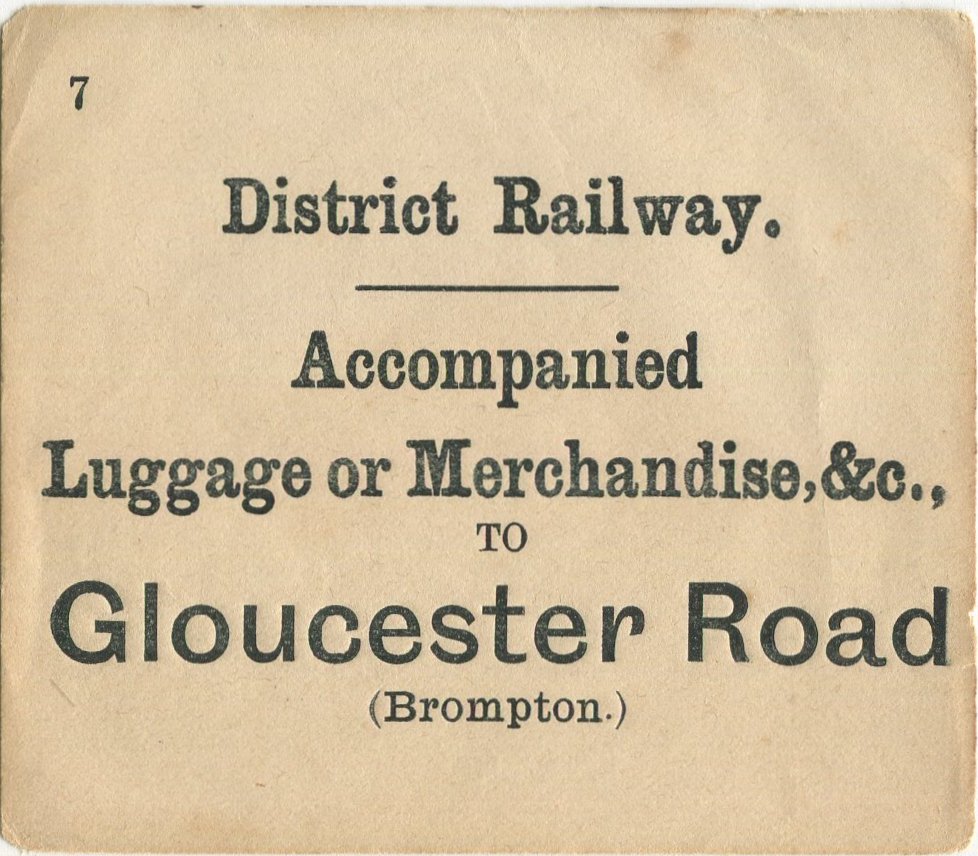 7
District Railway.
Accompanied
Luggage or Merchandise, &c.,
TO
Gloucester Road
(Brompton.)